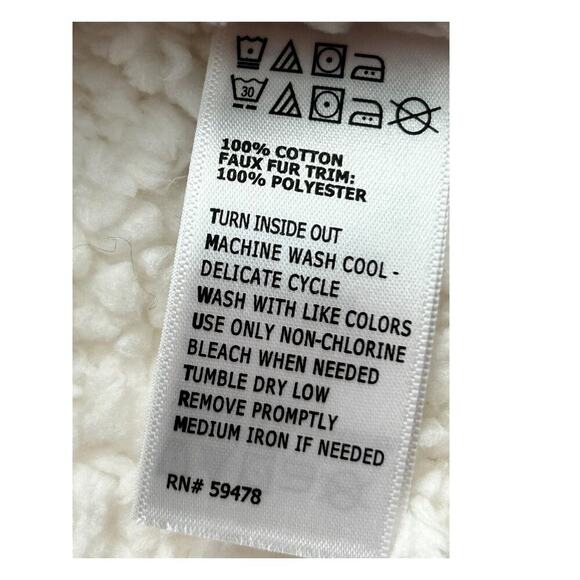 30
100% COTTON
FAUX FUR TRIM:
100% POLYESTER
TURN INSIDE OUT
MACHINE WASH COOL -
DELICATE CYCLE
WASH WITH LIKE COLORS
USE ONLY NON-CHLORINE
BLEACH WHEN NEEDED
TUMBLE DRY LOW
REMOVE PROMPTLY
MEDIUM IRON IF NEEDED
RN# 59478